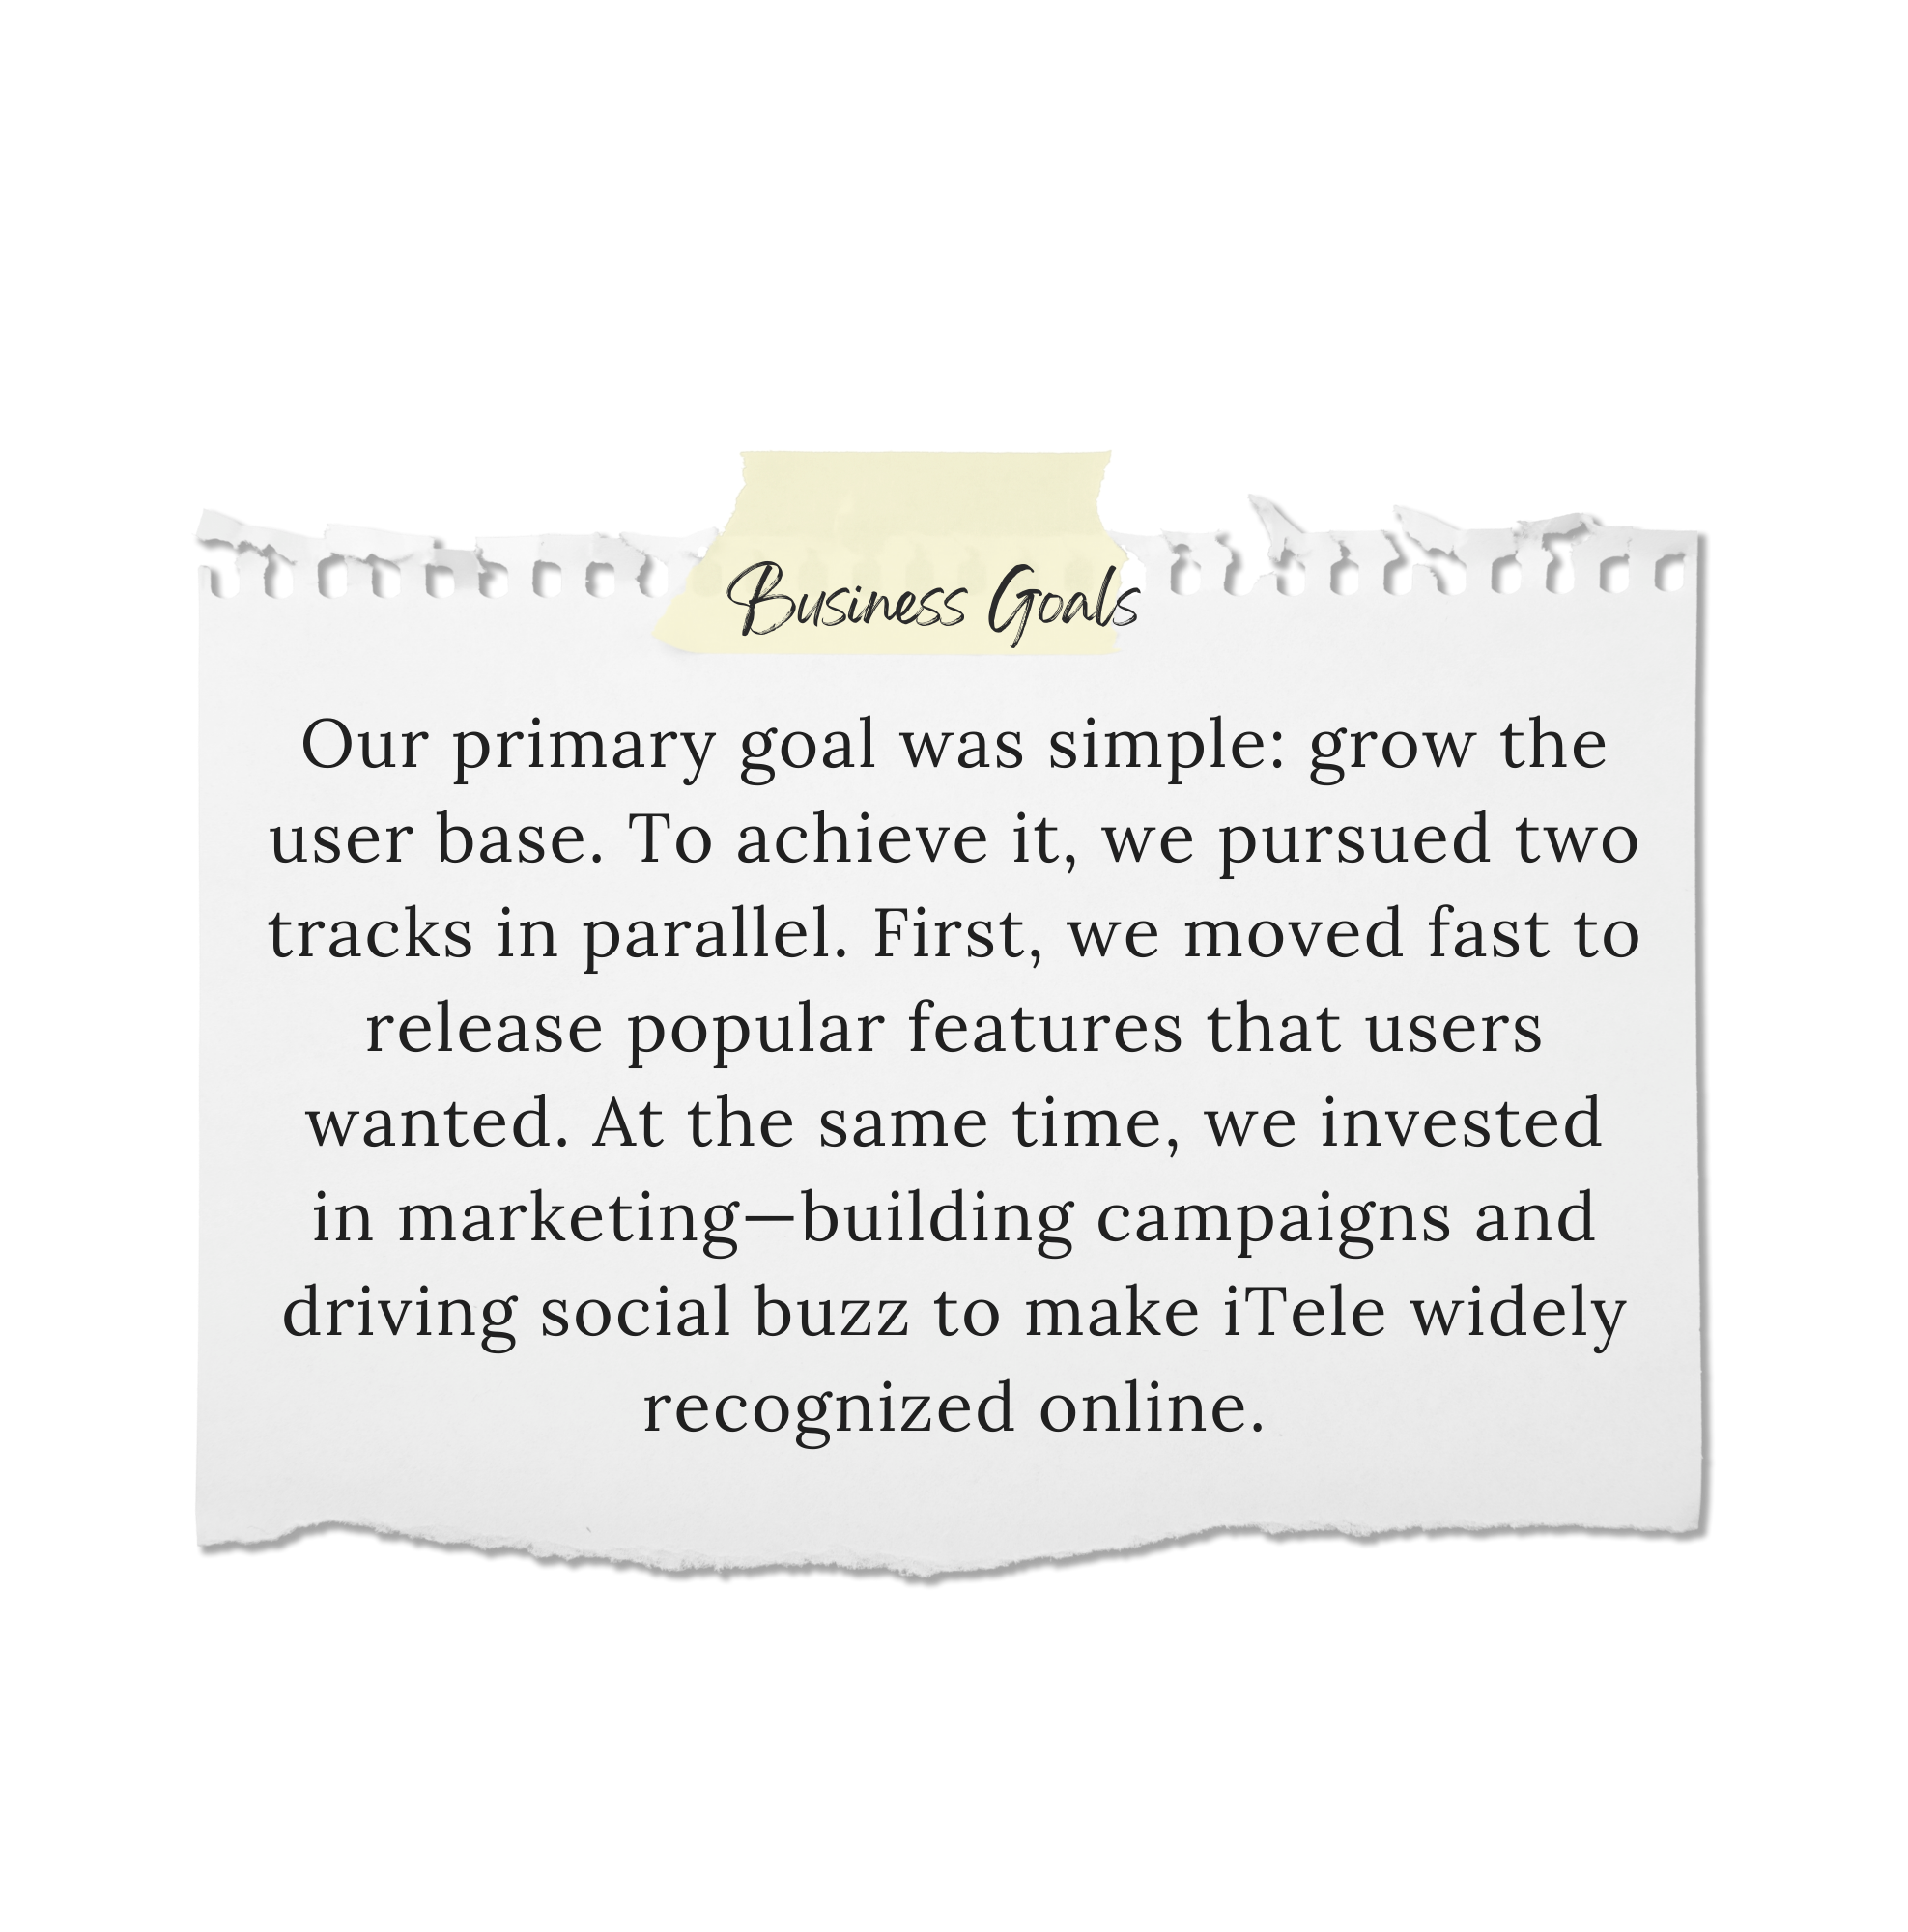 Business Goals
Our primary goal was simple: grow the
user base. To achieve it, we pursued two
tracks in parallel. First, we moved fast to
release popular features that users
wanted. At the same time, we invested
in marketing—building campaigns and
driving social buzz to make iTele widely
recognized online.